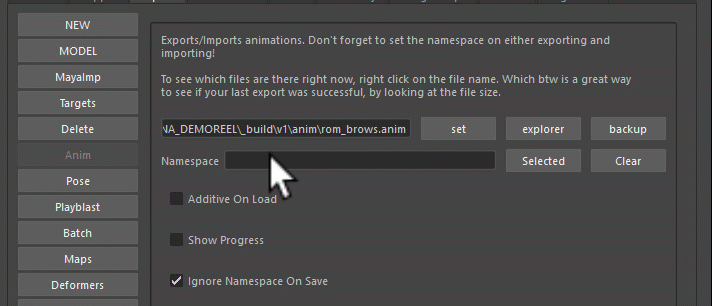 NEW
MODEL
MayaImp
Targets
Delete
Anim
Pose
Playblast
Batch
Maps
Deformers
Exports/Imports animations. Don't forget to set the namespace on either exporting and
importing!
To see which files are there right now, right click on the file name. Which btw is a great way
to see if your last export was successful, by looking at the file size.
NA_DEMOREEL\_build\v1\anim\rom_brows.anim set explorer backup
Namespace Selected Clear
Additive On Load
Show Progress
Ignore Namespace On Save